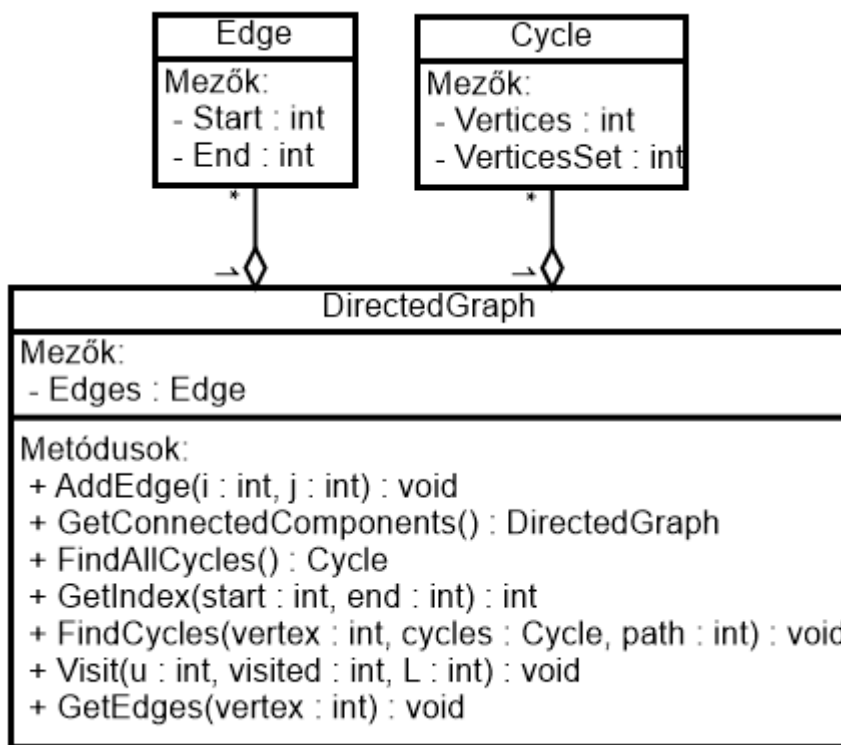 Edge
Mezők:
- Start : int
- End : int
Cycle
Mezők:
- Vertices : int
- VerticesSet : int
*
*
1
1
DirectedGraph
Mezők:
- Edges : Edge
Metódusok:
+ AddEdge(i : int, j : int) : void
+ GetConnectedComponents() : DirectedGraph
+ FindAllCycles() : Cycle
+ GetIndex(start : int, end : int) : int
+ FindCycles(vertex : int, cycles : Cycle, path : int) : void
+ Visit(u : int, visited : int, L : int) : void
+ GetEdges(vertex : int) : void